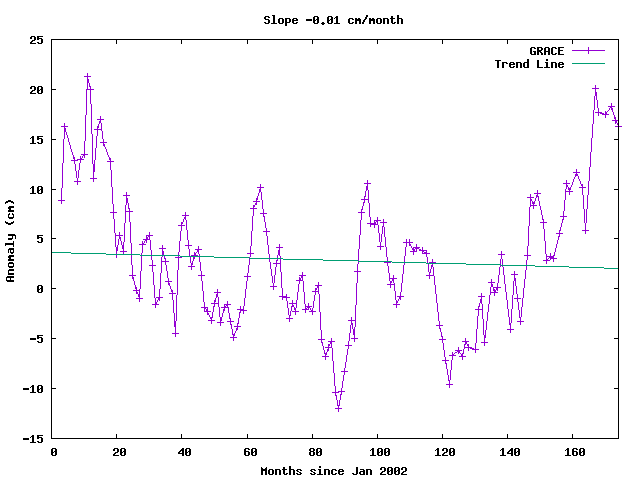 Slope -0.01 cm/month
GRACE
Trend Line
25
20
15
10
5
0
-5
-10
-15
Anomaly (cm)
0 20 40 60 80 100 120 140 160
Months since Jan 2002